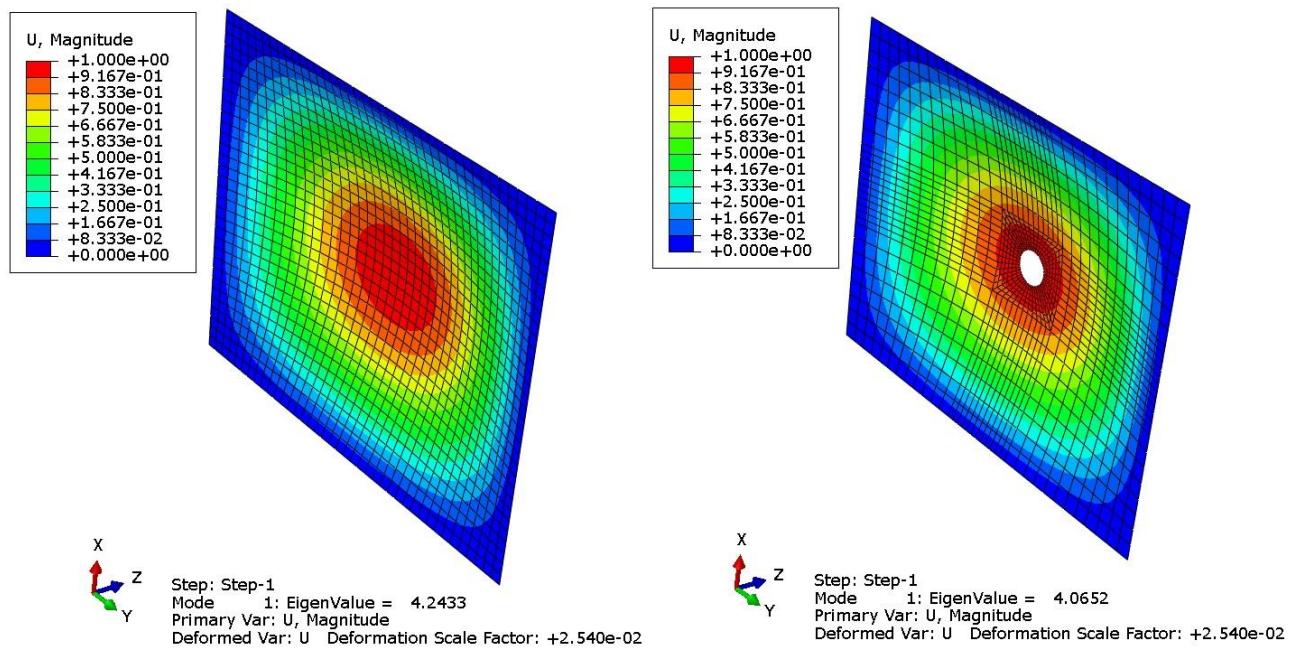 U, Magnitude
+1.000e+00
+9.167e-01
+8.333e-01
+7.500e-01
+6.667e-01
+5.833e-01
+5.000e-01
+4.167e-01
+3.333e-01
+2.500e-01
+1.667e-01
+8.333e-02
+0.000e+00
X
Z
Y
Step: Step-1
Mode 1: EigenValue = 4.2433
Primary Var: U, Magnitude
Deformed Var: U Deformation Scale Factor: +2.540e-02
U, Magnitude
+1.000e+00
+9.167e-01
+8.333e-01
+7.500e-01
+6.667e-01
+5.833e-01
+5.000e-01
+4.167e-01
+3.333e-01
+2.500e-01
+1.667e-01
+8.333e-02
+0.000e+00
X
Z
Y
Step: Step-1
Mode 1: EigenValue = 4.0652
Primary Var: U, Magnitude
Deformed Var: U Deformation Scale Factor: +2.540e-02